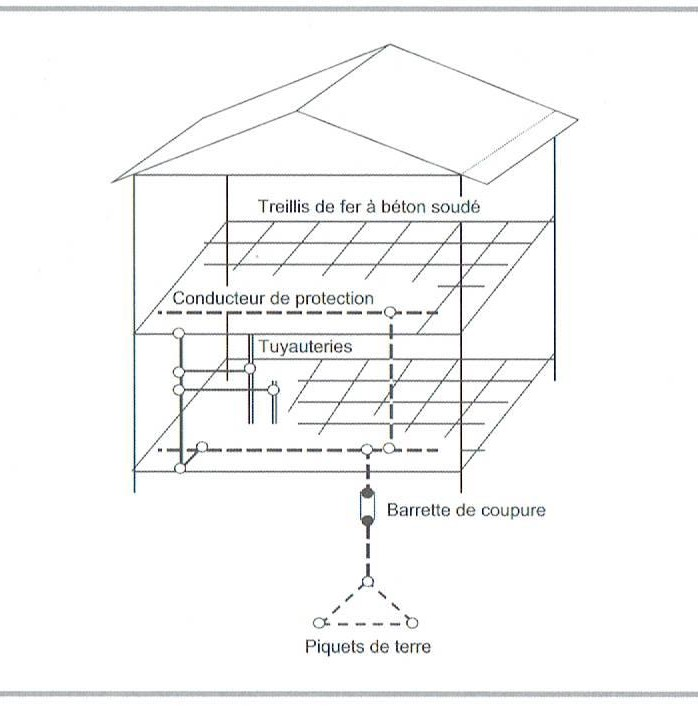 Treillis de fer à béton soudé
Conducteur de protection
Tuyauteries
Barrette de coupure
Piquets de terre